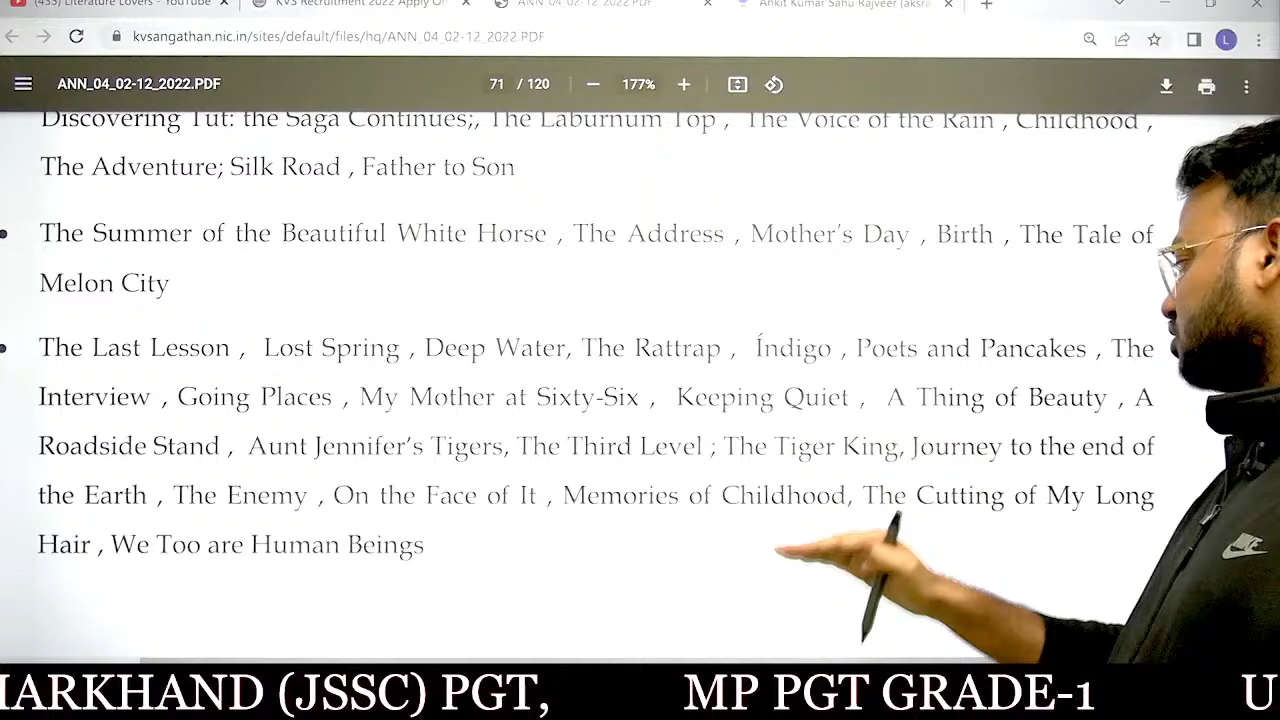 (455) Literature Lovers - YouTube
KVS Recruitment 2022 Apply On
ANN_04_02-12_2022.PDF
Ankit Kumar Sahu Rajveer (aksra
kvsangathan.nic.in/sites/default/files/hq/ANN_04_02-12_2022.PDF
L
ANN_04_02-12_2022.PDF
71 / 120
177%
Discovering Tut: the Saga Continues;, The Laburnum Top , The Voice of the Rain , Childhood ,
The Adventure; Silk Road , Father to Son
The Summer of the Beautiful White Horse , The Address , Mother's Day , Birth , The Tale of
Melon City
The Last Lesson , Lost Spring , Deep Water, The Rattrap , Índigo , Poets and Pancakes , The
Interview , Going Places , My Mother at Sixty-Six , Keeping Quiet , A Thing of Beauty , A
Roadside Stand , Aunt Jennifer's Tigers, The Third Level ; The Tiger King, Journey to the end of
the Earth , The Enemy , On the Face of It , Memories of Childhood, The Cutting of My Long
Hair , We Too are Human Beings
HARKHAND (JSSC) PGT, MP PGT GRADE-1 U